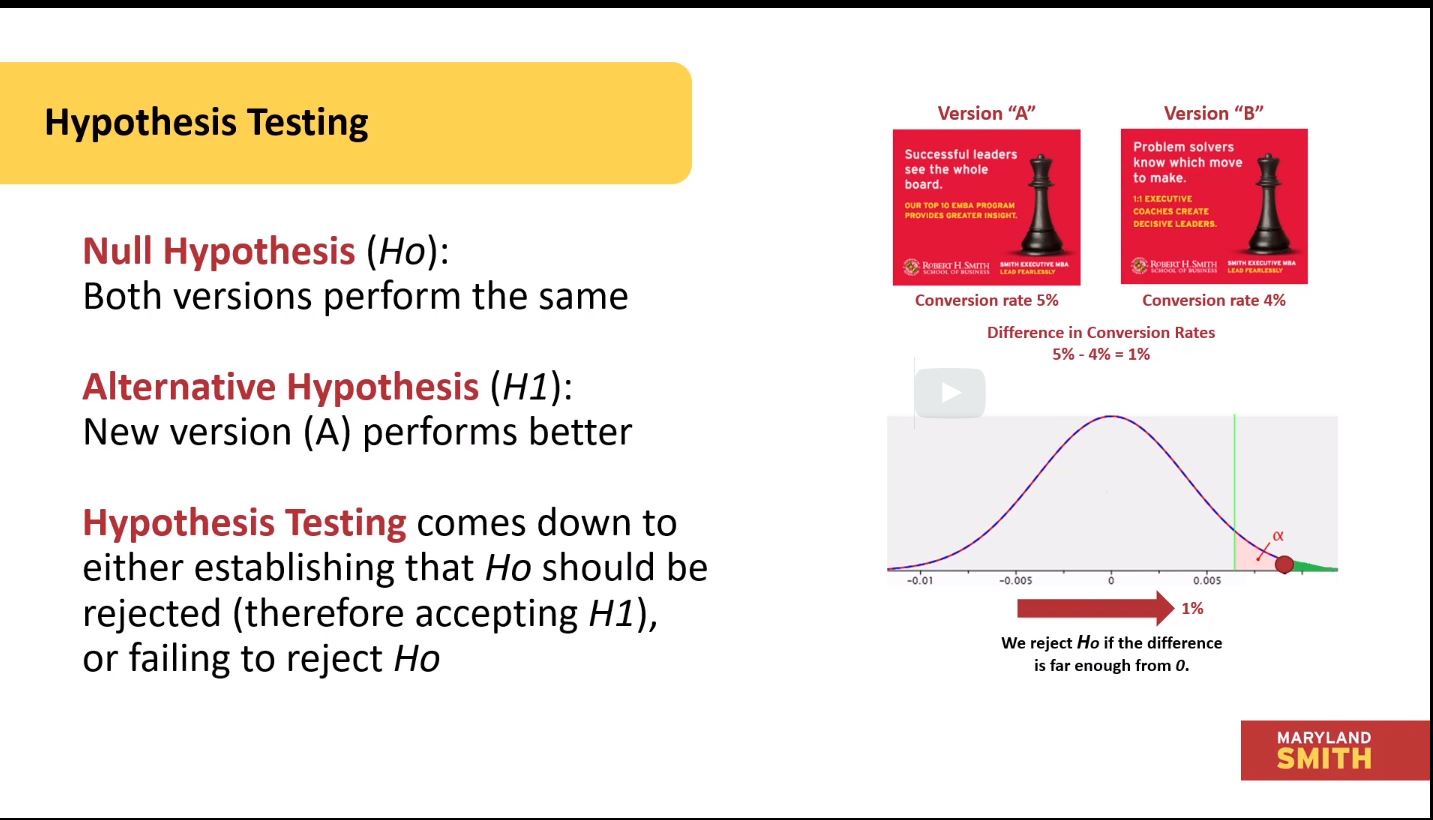 Hypothesis Testing
Null Hypothesis (Ho):
Both versions perform the same
Alternative Hypothesis (H1):
New version (A) performs better
Hypothesis Testing comes down to
either establishing that Ho should be
rejected (therefore accepting H1),
or failing to reject Ho
Version “A”
Successful leaders
see the whole
board.
OUR TOP 10 EMBA PROGRAM
PROVIDES GREATER INSIGHT.
ROBERT H. SMITH
SCHOOL OF BUSINESS
SMITH EXECUTIVE MBA
LEAD FEARLESSLY
Conversion rate 5%
Version “B”
Problem solvers
know which move
to make.
1:1 EXECUTIVE
COACHES CREATE
DECISIVE LEADERS.
ROBERT H. SMITH
SCHOOL OF BUSINESS
SMITH EXECUTIVE MBA
LEAD FEARLESSLY
Conversion rate 4%
Difference in Conversion Rates
5% - 4% = 1%
α
−0.01 −0.005 0 0.005
1%
We reject Ho if the difference
is far enough from 0.
MARYLAND
SMITH